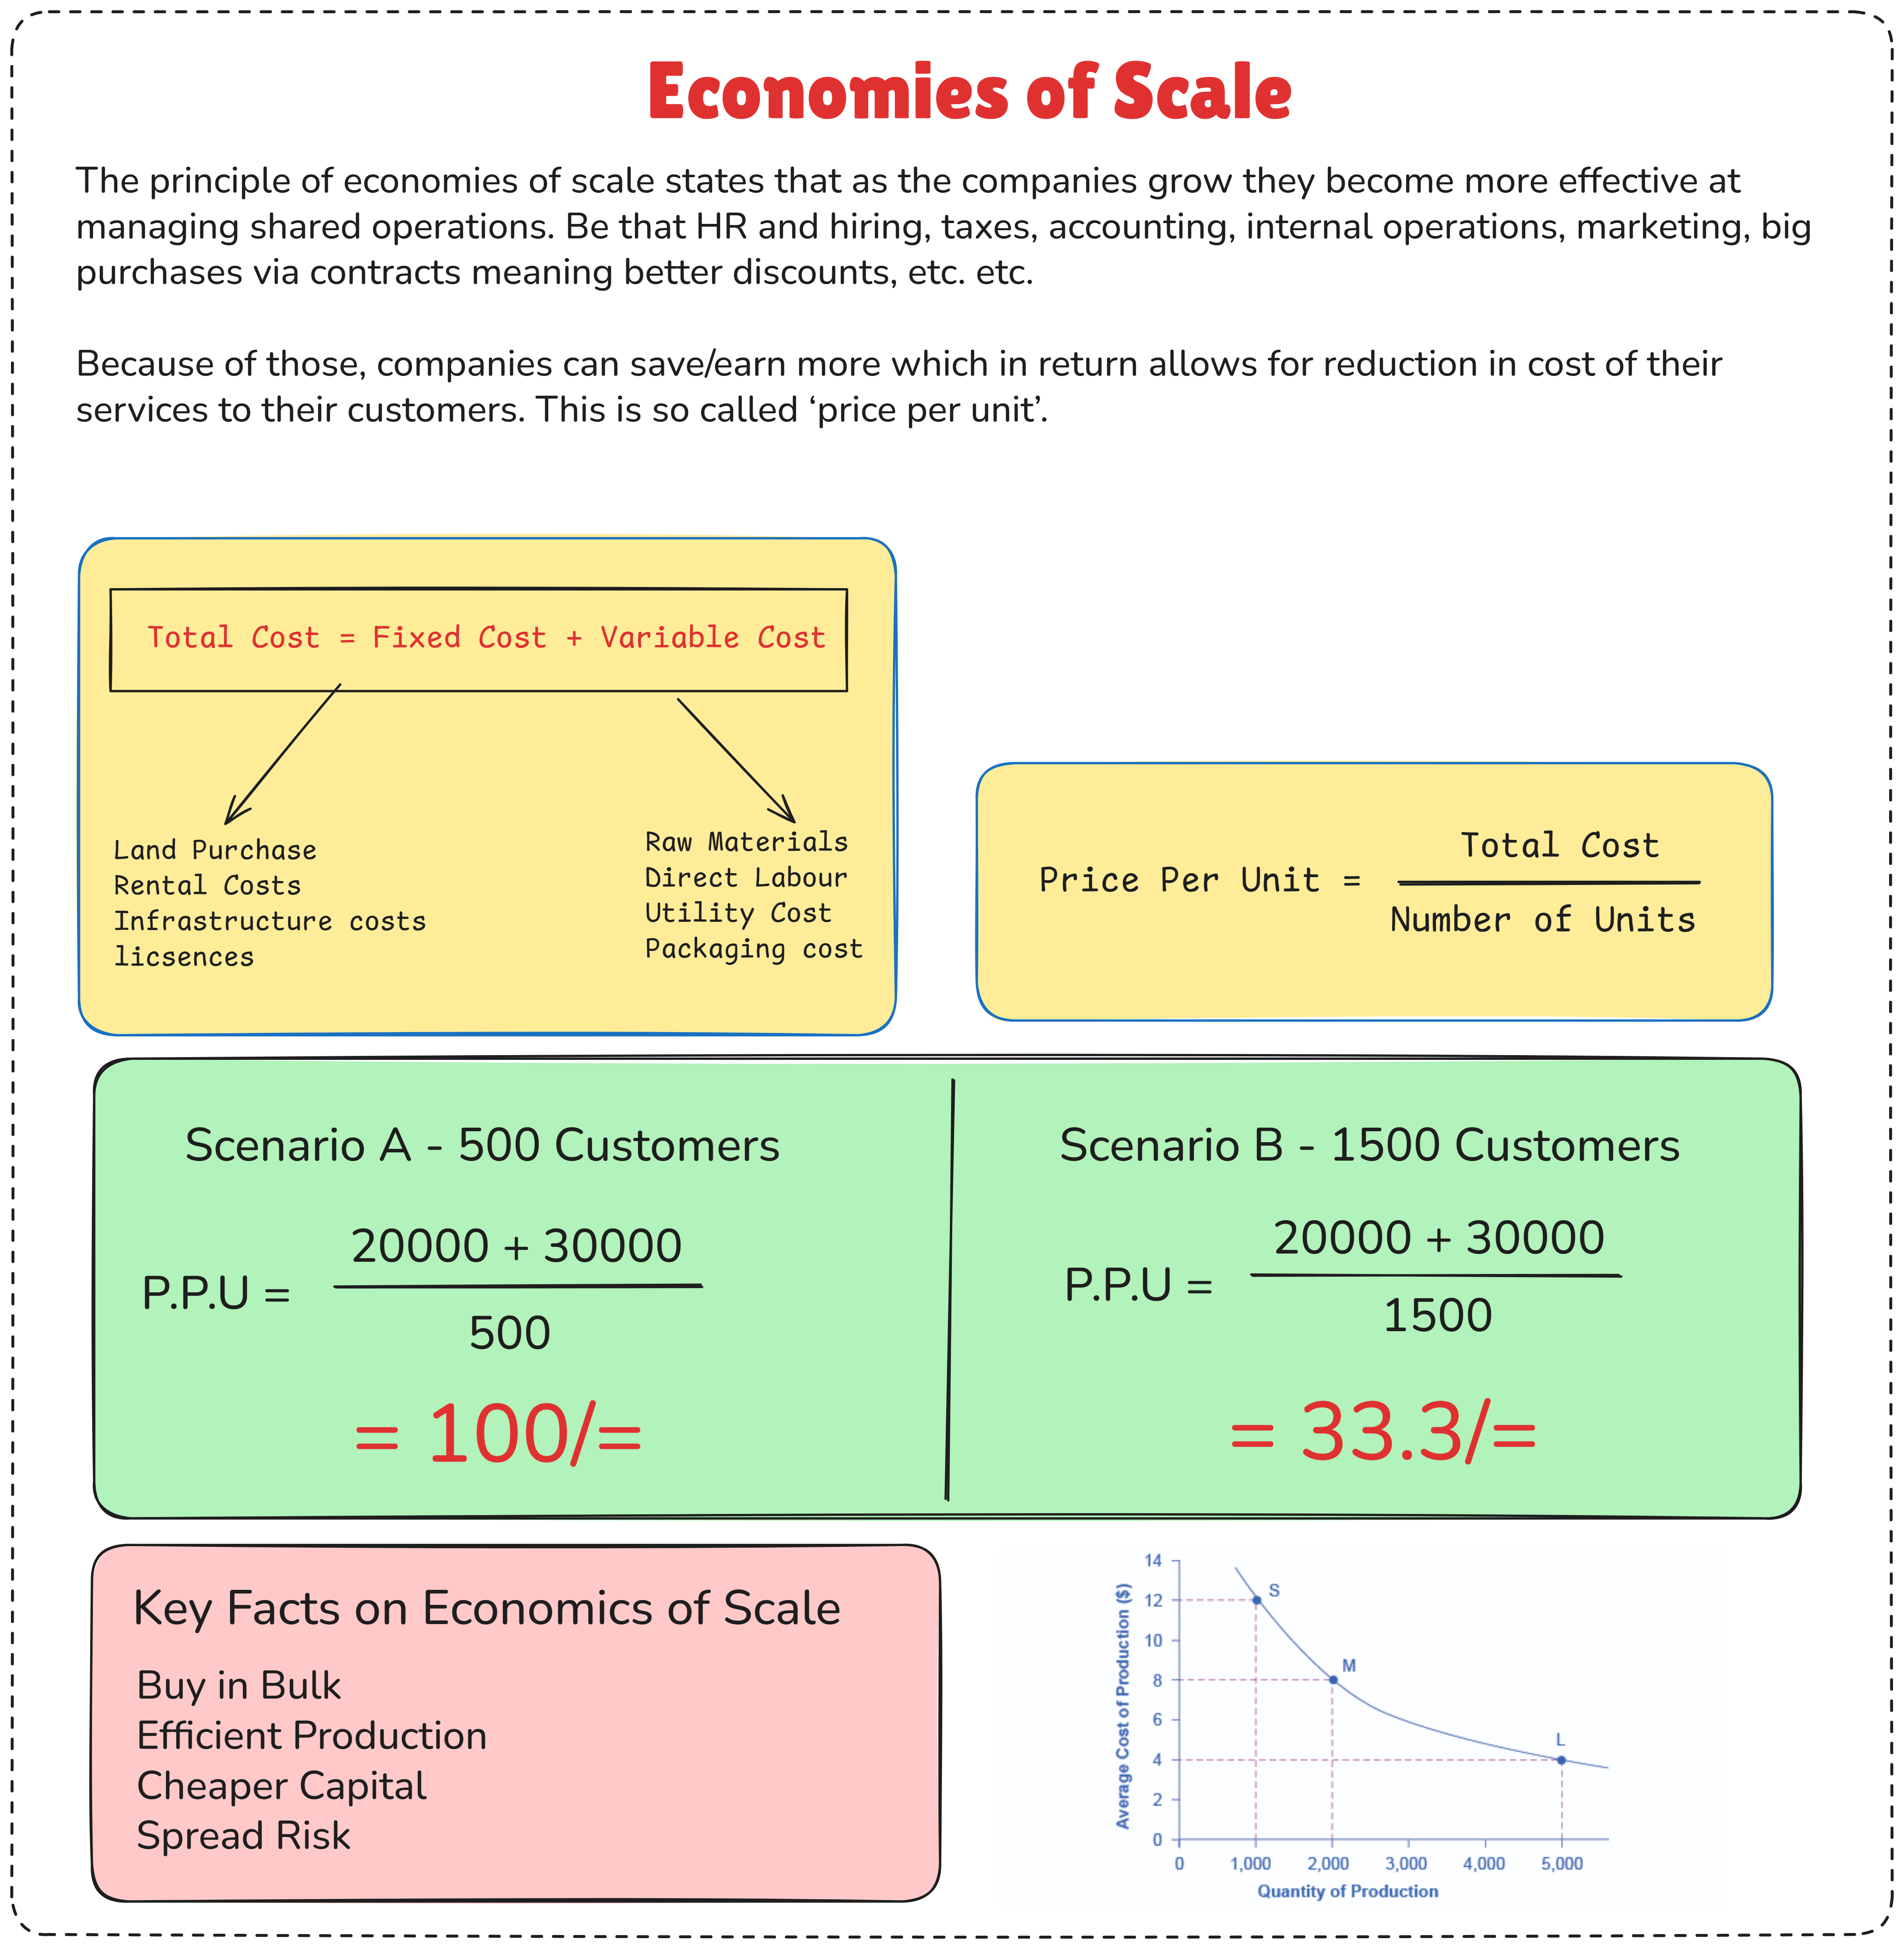 Economies of Scale
The principle of economies of scale states that as the companies grow they become more effective at
managing shared operations. Be that HR and hiring, taxes, accounting, internal operations, marketing, big
purchases via contracts meaning better discounts, etc. etc.
Because of those, companies can save/earn more which in return allows for reduction in cost of their
services to their customers. This is so called ‘price per unit’.
Total Cost = Fixed Cost + Variable Cost
Land Purchase
Rental Costs
Infrastructure costs
licsences
Raw Materials
Direct Labour
Utility Cost
Packaging cost
Total Cost
Price Per Unit =
Number of Units
Scenario A - 500 Customers
20000 + 30000
P.P.U =
500
= 100/=
Scenario B - 1500 Customers
20000 + 30000
P.P.U =
1500
= 33.3/=
Key Facts on Economics of Scale
Buy in Bulk
Efficient Production
Cheaper Capital
Spread Risk
Average Cost of Production ($)
14
12
10
8
6
4
2
0
S
M
L
0 1,000 2,000 3,000 4,000 5,000
Quantity of Production